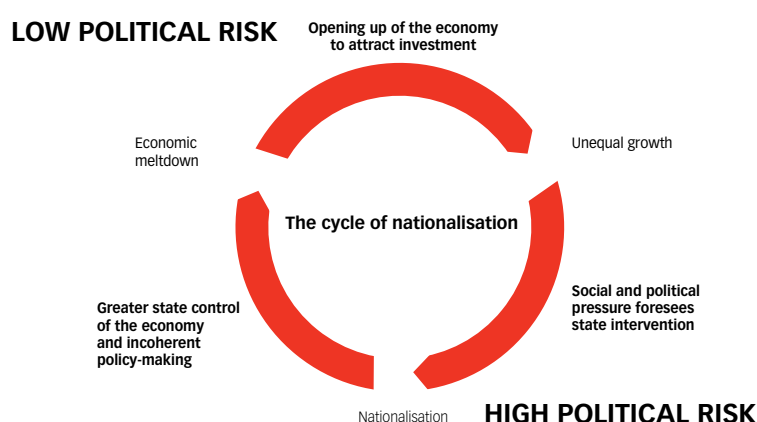 LOW POLITICAL RISK
Opening up of the economy
to attract investment
Economic
meltdown
Unequal growth
The cycle of nationalisation
Social and political
pressure foresees
state intervention
Greater state control
of the economy
and incoherent
policy-making
Nationalisation
HIGH POLITICAL RISK